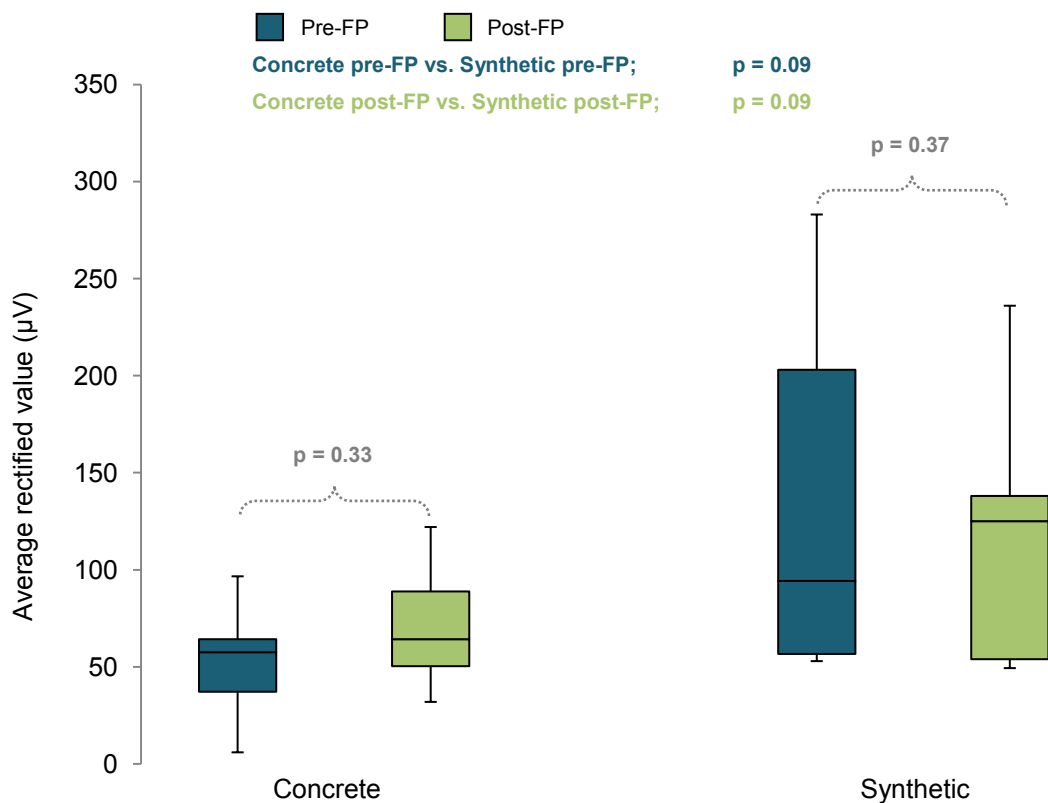 Pre-FP Post-FP
Concrete pre-FP vs. Synthetic pre-FP; p = 0.09
Concrete post-FP vs. Synthetic post-FP; p = 0.09
350
300
250
200
150
100
50
0
Average rectified value (µV)
p = 0.37
p = 0.33
Concrete Synthetic